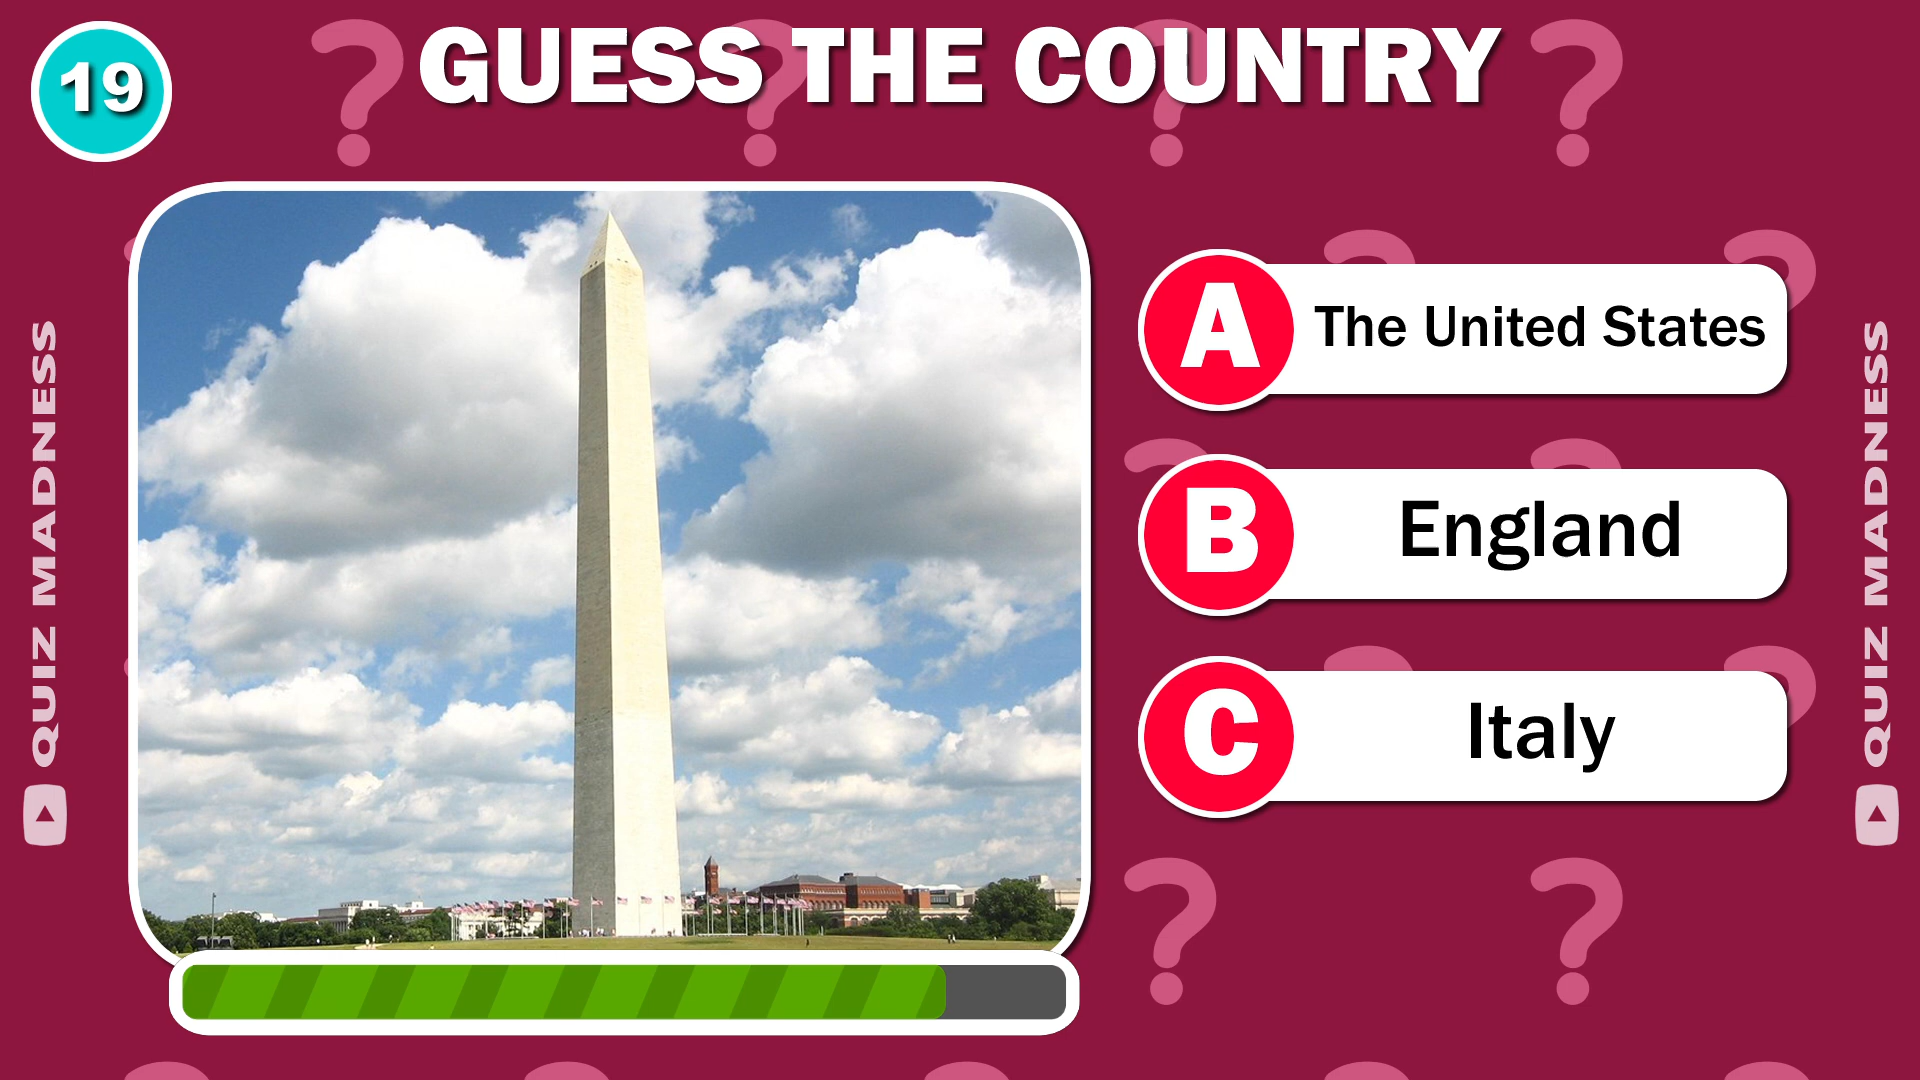 19
GUESS THE COUNTRY
A The United States
B England
C Italy
QUIZ MADNESS
QUIZ MADNESS